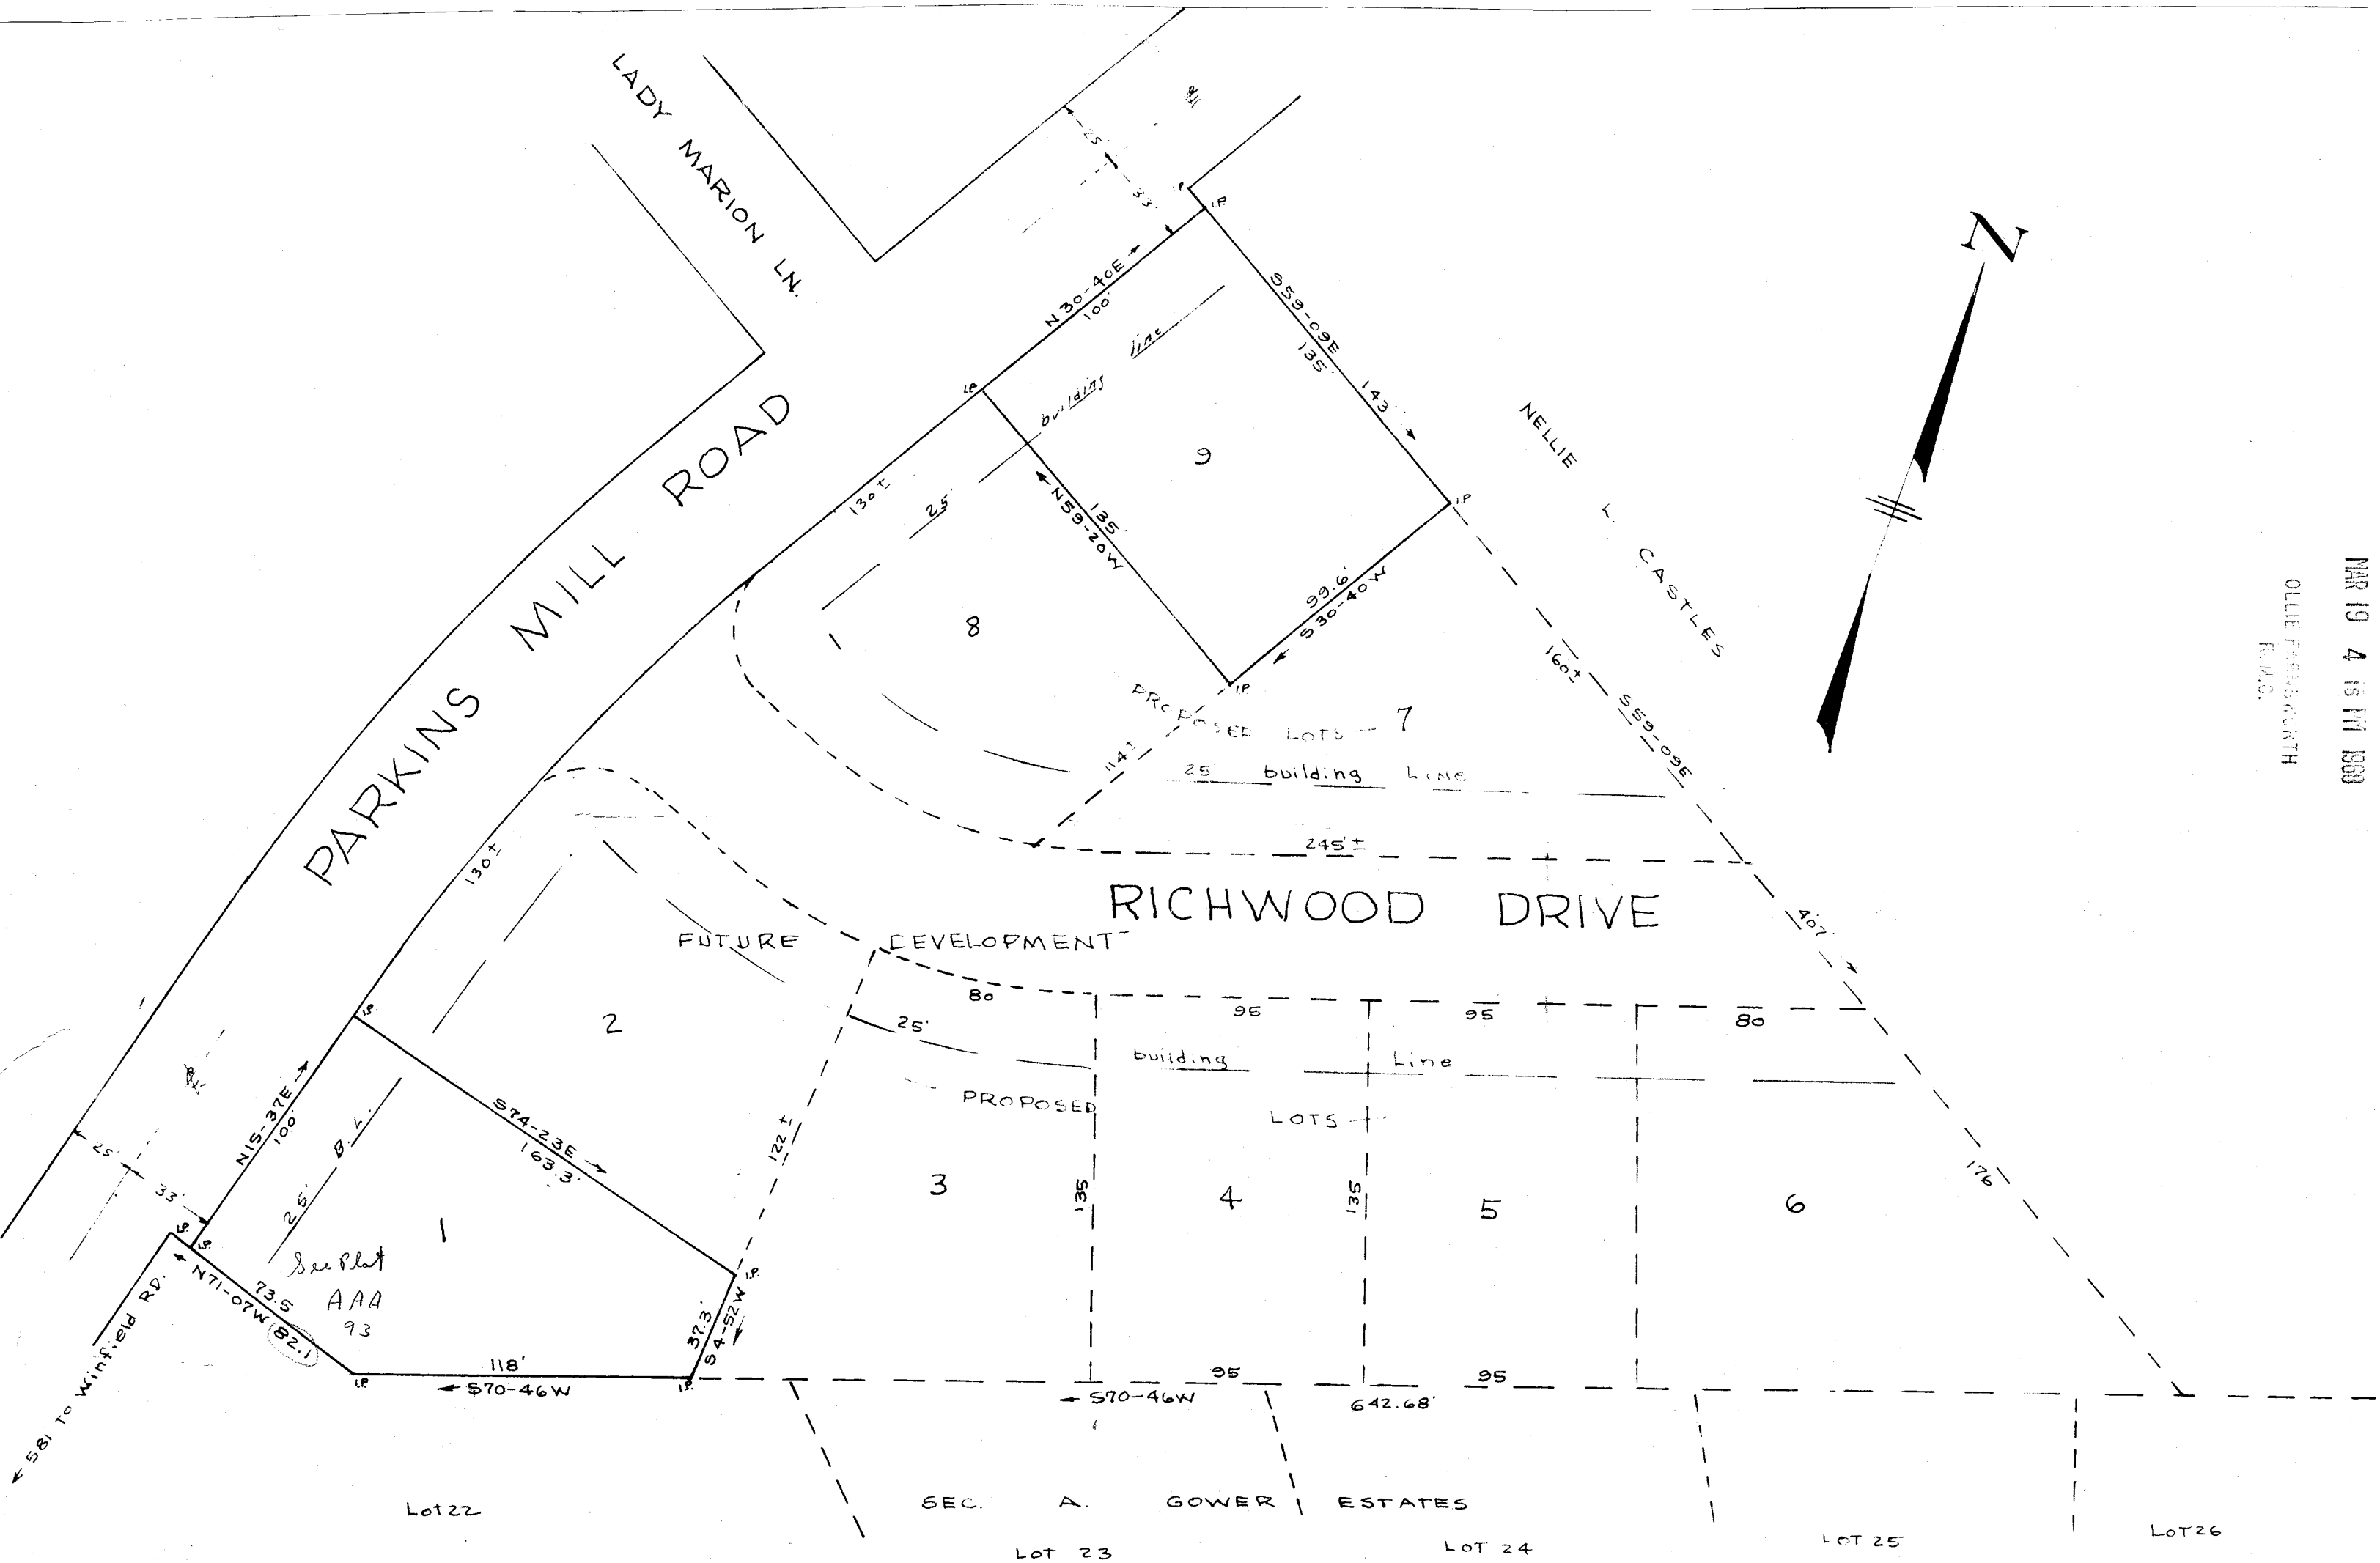 LADY MARION LN.
25'
33'
I.P.
I.P.
N30-40E
100'
S59-09E
135'
143'
building line
25'
I.P.
9
N59-20W
135'
I.P.
99.6'
S30-40W
I.P.
NELLIE L. CASTLES
N
MAR 19 4 15 PM 1968
OLLIE FARNSWORTH
R.M.C.
PARKINS MILL ROAD
130±
8
160±
S59-09E
PROPOSED LOTS 7
114±
25' building Line
245'±
RICHWOOD DRIVE
407'
130±
FUTURE DEVELOPMENT
80
95
95
80
2
25'
building Line
I.P.
PROPOSED LOTS
N15-37E
100'
25' B.L.
S74-23E
163.3'
122±
3
135
4
135
5
6
176
25'
33'
1
I.P.
I.P.
I.P.
See Plat
AAA
93
N71-07W
73.5
82.1
37.3'
S4-52W
118'
S70-46W
I.P.
I.P.
95
95
S70-46W
642.68'
581' To Winfield RD.
SEC. A. GOWER ESTATES
Lot 22
LOT 23
LOT 24
LOT 25
LOT 26